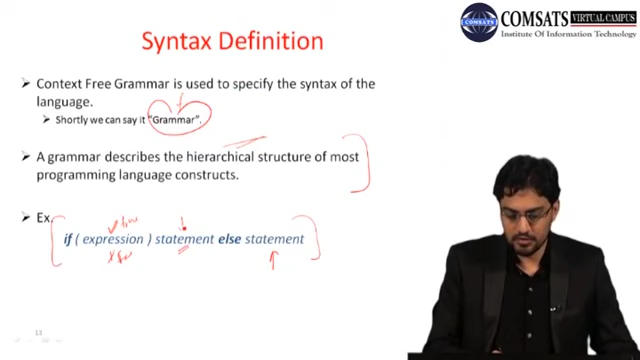 COMSATS VIRTUAL CAMPUS
Institute Of Information Technology
Syntax Definition
➢ Context Free Grammar is used to specify the syntax of the
language.
➢ Shortly we can say it “Grammar”.
➢ A grammar describes the hierarchical structure of most
programming language constructs.
➢ Ex.
true
if ( expression ) statement else statement
13